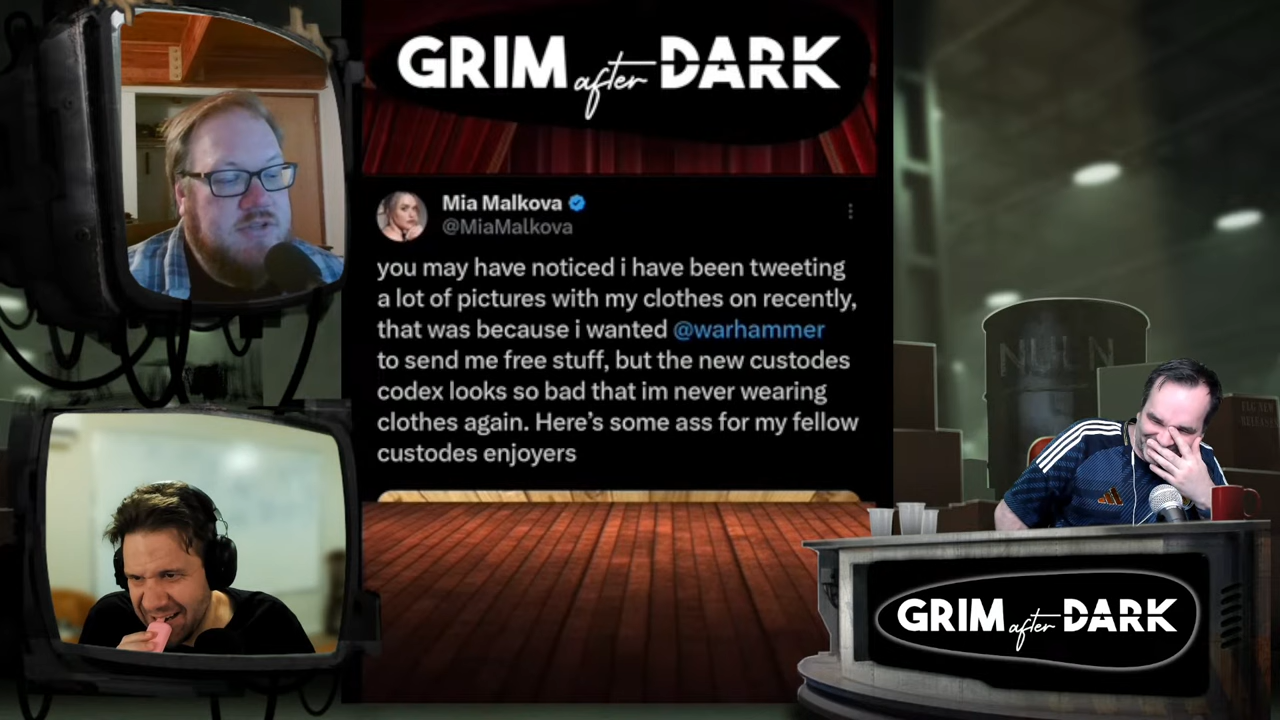 GRIM after DARK
Mia Malkova
@MiaMalkova
you may have noticed i have been tweeting
a lot of pictures with my clothes on recently,
that was because i wanted @warhammer
to send me free stuff, but the new custodes
codex looks so bad that im never wearing
clothes again. Here’s some ass for my fellow
custodes enjoyers
NULN
GRIM after DARK